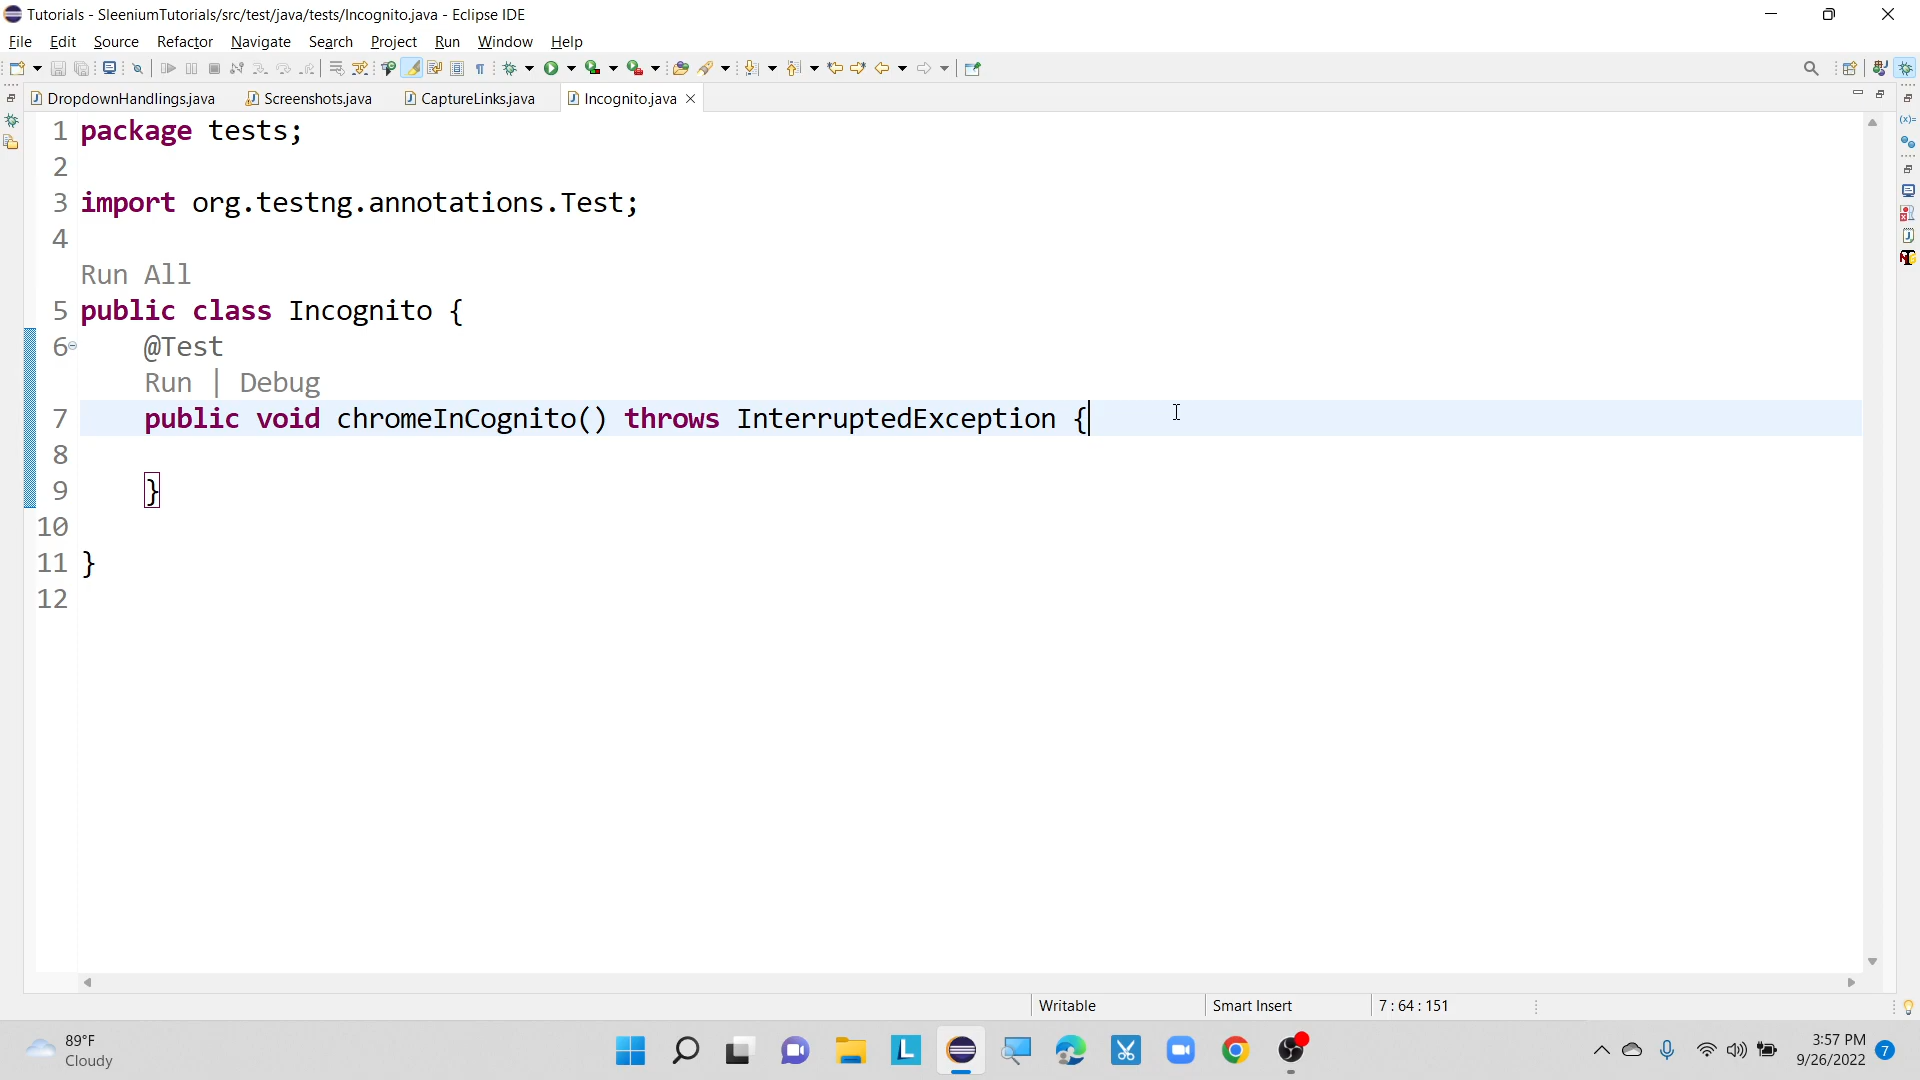 Tutorials - SleeniumTutorials/src/test/java/tests/Incognito.java - Eclipse IDE
File Edit Source Refactor Navigate Search Project Run Window Help
DropdownHandlings.java Screenshots.java CaptureLinks.java Incognito.java
1 package tests;
2
3 import org.testng.annotations.Test;
4
Run All
5 public class Incognito {
6 @Test
Run | Debug
7 public void chromeInCognito() throws InterruptedException {
8
9 }
10
11 }
12
Writable Smart Insert 7 : 64 : 151
89°F
Cloudy
3:57 PM
9/26/2022
7